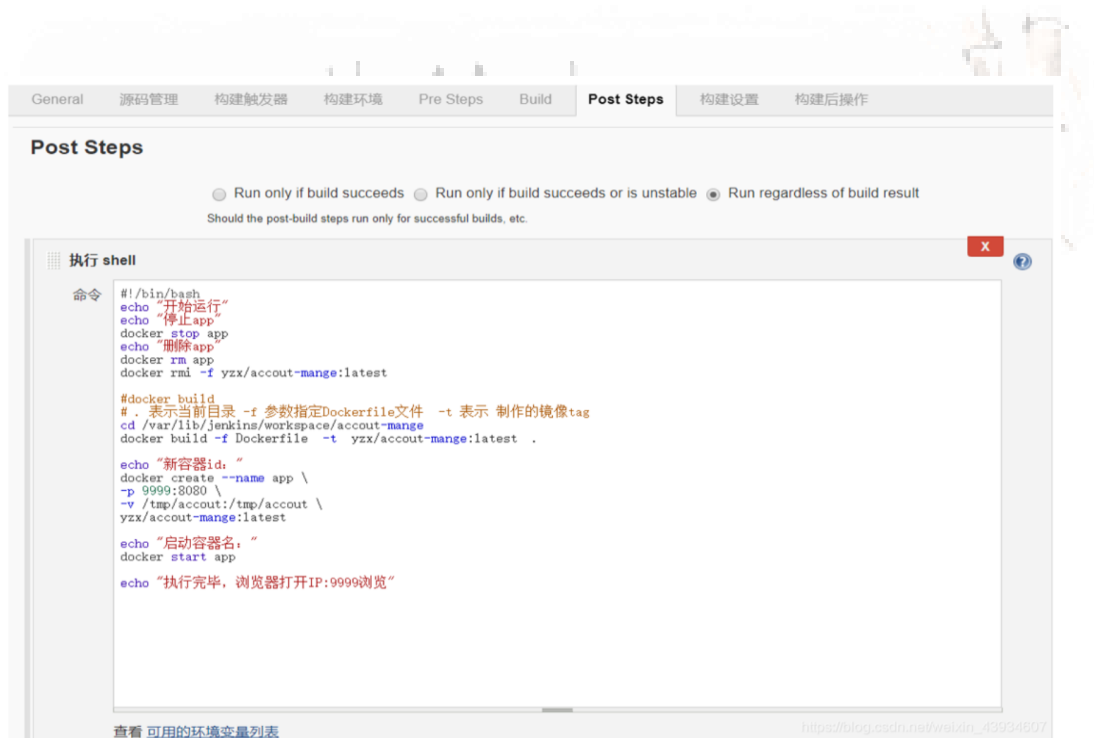 General 源码管理 构建触发器 构建环境 Pre Steps Build Post Steps 构建设置 构建后操作
Post Steps
Run only if build succeeds Run only if build succeeds or is unstable Run regardless of build result
Should the post-build steps run only for successful builds, etc.
X
执行 shell
?
命令
#!/bin/bash
echo "开始运行"
echo "停止app"
docker stop app
echo "删除app"
docker rm app
docker rmi -f yzx/accout-mange:latest
#docker build
# . 表示当前目录 -f 参数指定Dockerfile文件 -t 表示 制作的镜像tag
cd /var/lib/jenkins/workspace/accout-mange
docker build -f Dockerfile -t yzx/accout-mange:latest .
echo "新容器id: "
docker create --name app \
-p 9999:8080 \
-v /tmp/accout:/tmp/accout \
yzx/accout-mange:latest
echo "启动容器名: "
docker start app
echo "执行完毕, 浏览器打开IP:9999浏览"
查看 可用的环境变量列表
https://blog.csdn.net/weixin_43934607